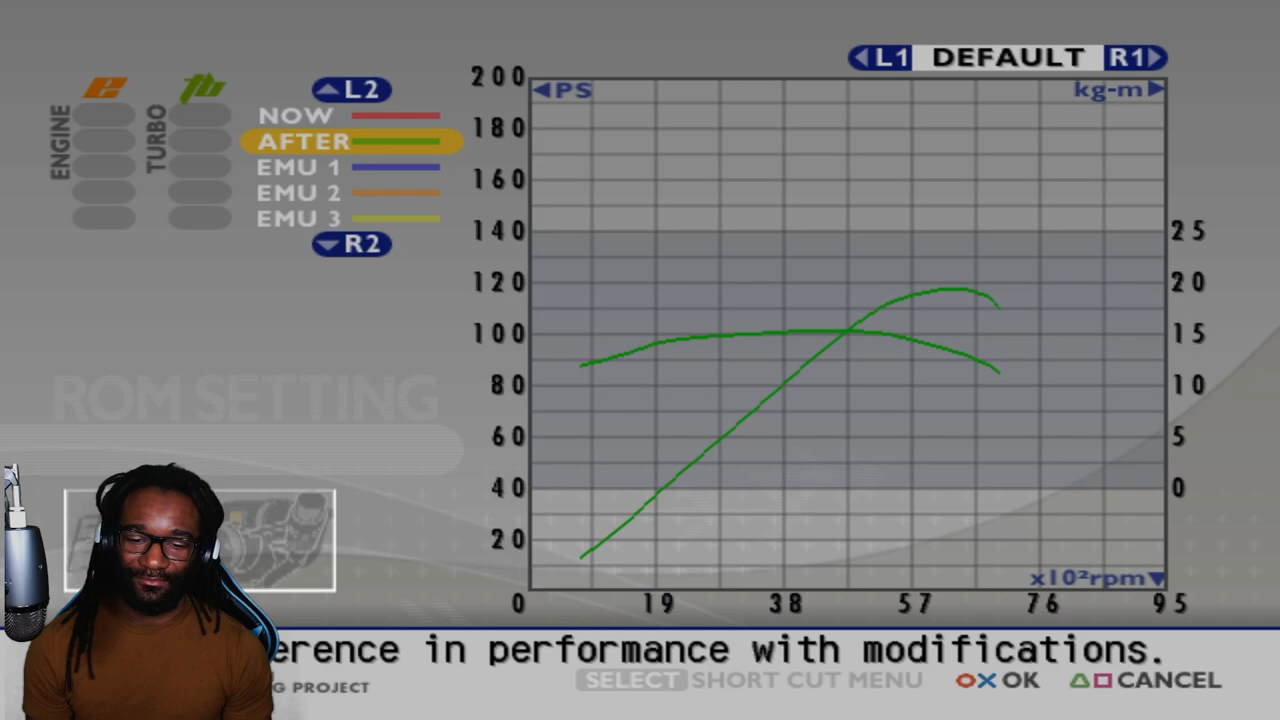 L1 DEFAULT R1
L2
200
PS
kg-m
ENGINE
TURBO
NOW
AFTER
EMU 1
EMU 2
EMU 3
R2
180
160
140
120
100
80
60
40
20
25
20
15
10
5
0
x10²rpm
0 19 38 57 76 95
ROM SETTING
erence in performance with modifications.
G PROJECT
SELECT SHORT CUT MENU
OK
CANCEL